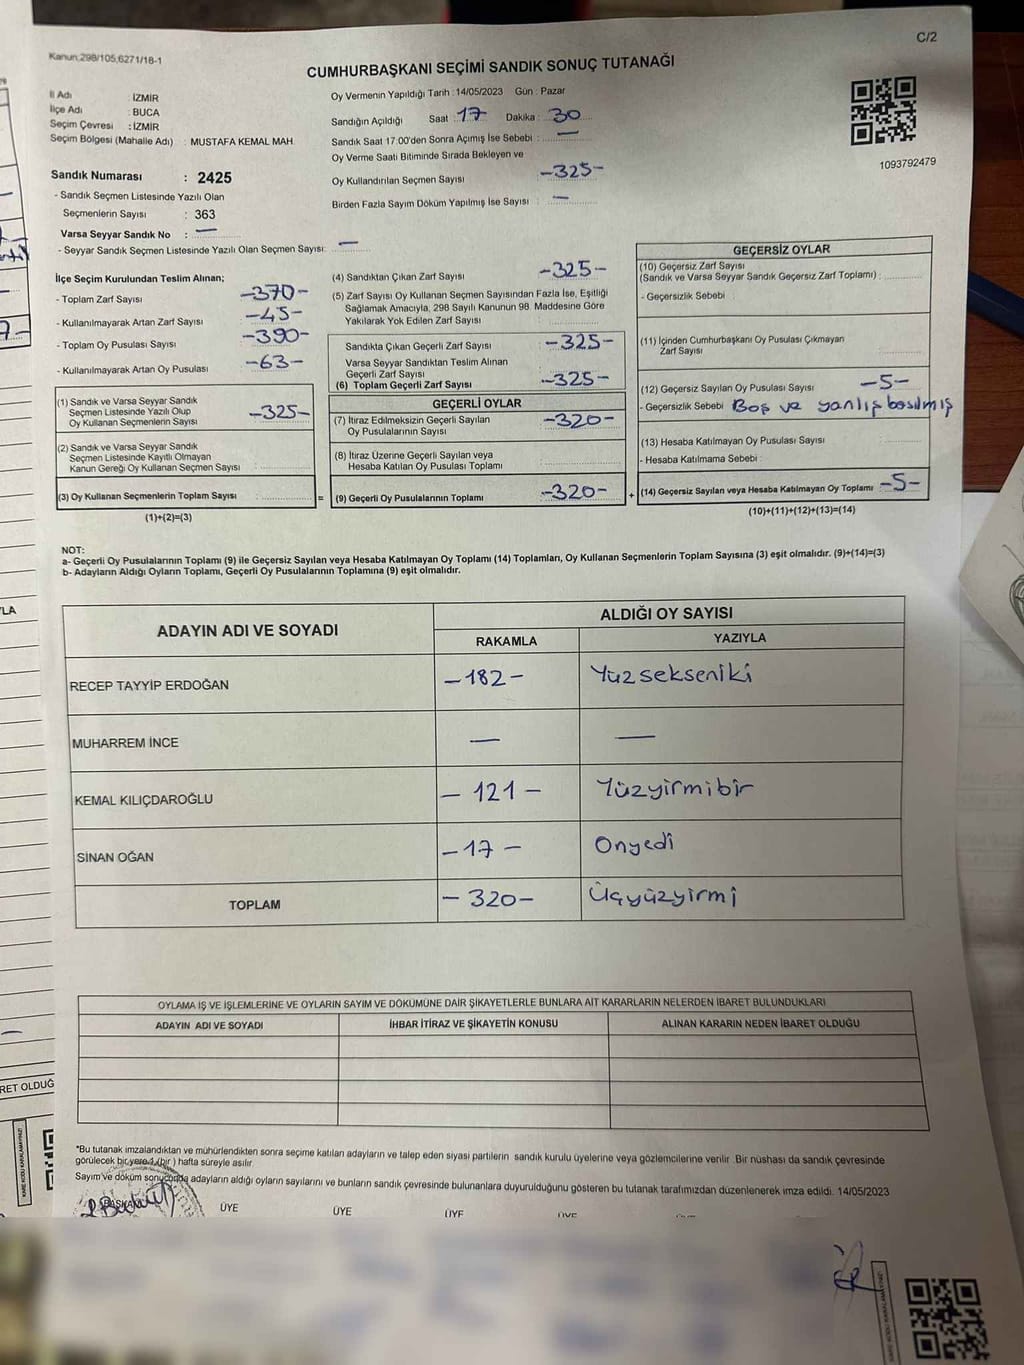 C/2
Kanun:298/105,6271/18-1
CUMHURBAŞKANI SEÇİMİ SANDIK SONUÇ TUTANAĞI
İl Adı : İZMİR
İlçe Adı : BUCA
Seçim Çevresi : İZMİR
Seçim Bölgesi (Mahalle Adı) : MUSTAFA KEMAL MAH.
Sandık Numarası : 2425
- Sandık Seçmen Listesinde Yazılı Olan
Seçmenlerin Sayısı : 363
Varsa Seyyar Sandık No : —
- Seyyar Sandık Seçmen Listesinde Yazılı Olan Seçmen Sayısı: —
Oy Vermenin Yapıldığı Tarih : 14/05/2023 Gün : Pazar
Sandığın Açıldığı Saat : 17 Dakika : 30
Sandık Saat 17:00'den Sonra Açımış İse Sebebi : —
Oy Verme Saati Bitiminde Sırada Bekleyen ve
Oy Kullandırılan Seçmen Sayısı -325-
Birden Fazla Sayım Döküm Yapılmış İse Sayısı : —
1093792479
İlçe Seçim Kurulundan Teslim Alınan;
- Toplam Zarf Sayısı -370-
- Kullanılmayarak Artan Zarf Sayısı -45-
- Toplam Oy Pusulası Sayısı -390-
- Kullanılmayarak Artan Oy Pusulası -63-
(1) Sandık ve Varsa Seyyar Sandık
Seçmen Listesinde Yazılı Olup
Oy Kullanan Seçmenlerin Sayısı -325-
(2) Sandık ve Varsa Seyyar Sandık
Seçmen Listesinde Kayıtlı Olmayan
Kanun Gereği Oy Kullanan Seçmen Sayısı :
(3) Oy Kullanan Seçmenlerin Toplam Sayısı :
(1)+(2)=(3)
=
(4) Sandıktan Çıkan Zarf Sayısı -325-
(5) Zarf Sayısı Oy Kullanan Seçmen Sayısından Fazla İse, Eşitliği
Sağlamak Amacıyla, 298 Sayılı Kanunun 98. Maddesine Göre
Yakılarak Yok Edilen Zarf Sayısı :
Sandıkta Çıkan Geçerli Zarf Sayısı -325-
Varsa Seyyar Sandıktan Teslim Alınan
Geçerli Zarf Sayısı
(6) Toplam Geçerli Zarf Sayısı -325-
GEÇERLİ OYLAR
(7) İtiraz Edilmeksizin Geçerli Sayılan
Oy Pusulalarının Sayısı -320-
(8) İtiraz Üzerine Geçerli Sayılan veya
Hesaba Katılan Oy Pusulası Toplamı
(9) Geçerli Oy Pusulalarının Toplamı -320-
+
GEÇERSİZ OYLAR
(10) Geçersiz Zarf Sayısı
(Sandık ve Varsa Seyyar Sandık Geçersiz Zarf Toplamı) :
- Geçersizlik Sebebi :
(11) İçinden Cumhurbaşkanı Oy Pusulası Çıkmayan
Zarf Sayısı
(12) Geçersiz Sayılan Oy Pusulası Sayısı -5-
- Geçersizlik Sebebi Boş ve yanlış basılmış
(13) Hesaba Katılmayan Oy Pusulası Sayısı
- Hesaba Katılmama Sebebi :
(14) Geçersiz Sayılan veya Hesaba Katılmayan Oy Toplamı -5-
(10)+(11)+(12)+(13)=(14)
NOT:
a- Geçerli Oy Pusulalarının Toplamı (9) ile Geçersiz Sayılan veya Hesaba Katılmayan Oy Toplamı (14) Toplamları, Oy Kullanan Seçmenlerin Toplam Sayısına (3) eşit olmalıdır. (9)+(14)=(3)
b- Adayların Aldığı Oyların Toplamı, Geçerli Oy Pusulalarının Toplamına (9) eşit olmalıdır.
ADAYIN ADI VE SOYADI
ALDIĞI OY SAYISI
RAKAMLA YAZIYLA
RECEP TAYYİP ERDOĞAN -182- Yüzsekseniki
MUHARREM İNCE — —
KEMAL KILIÇDAROĞLU -121- Yüzyirmibir
SİNAN OĞAN -17- Onyedi
TOPLAM -320- Üçyüzyirmi
OYLAMA İŞ VE İŞLEMLERİNE VE OYLARIN SAYIM VE DÖKÜMÜNE DAİR ŞİKAYETLERLE BUNLARA AİT KARARLARIN NELERDEN İBARET BULUNDUKLARI
ADAYIN ADI VE SOYADI İHBAR İTİRAZ VE ŞİKAYETİN KONUSU ALINAN KARARIN NEDEN İBARET OLDUĞU
*Bu tutanak imzalandıktan ve mühürlendikten sonra seçime katılan adayların ve talep eden siyasi partilerin sandık kurulu üyelerine veya gözlemcilerine verilir. Bir nüshası da sandık çevresinde
görülecek bir yere 1 (bir) hafta süreyle asılır.
Sayım ve döküm sonucunda adayların aldığı oyların sayılarını ve bunların sandık çevresinde bulunanlara duyurulduğunu gösteren bu tutanak tarafımızdan düzenlenerek imza edildi. 14/05/2023
BAŞKAN ÜYE ÜYE ÜYE ÜYE